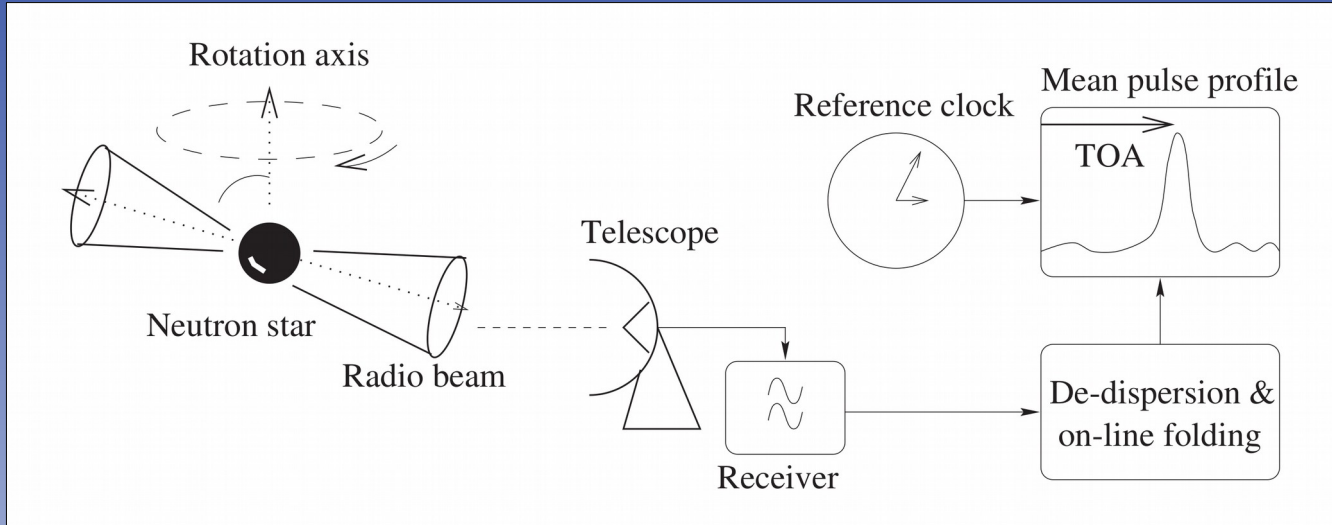 Rotation axis
Neutron star
Radio beam
Telescope
Receiver
Reference clock
Mean pulse profile
TOA
De-dispersion &
on-line folding